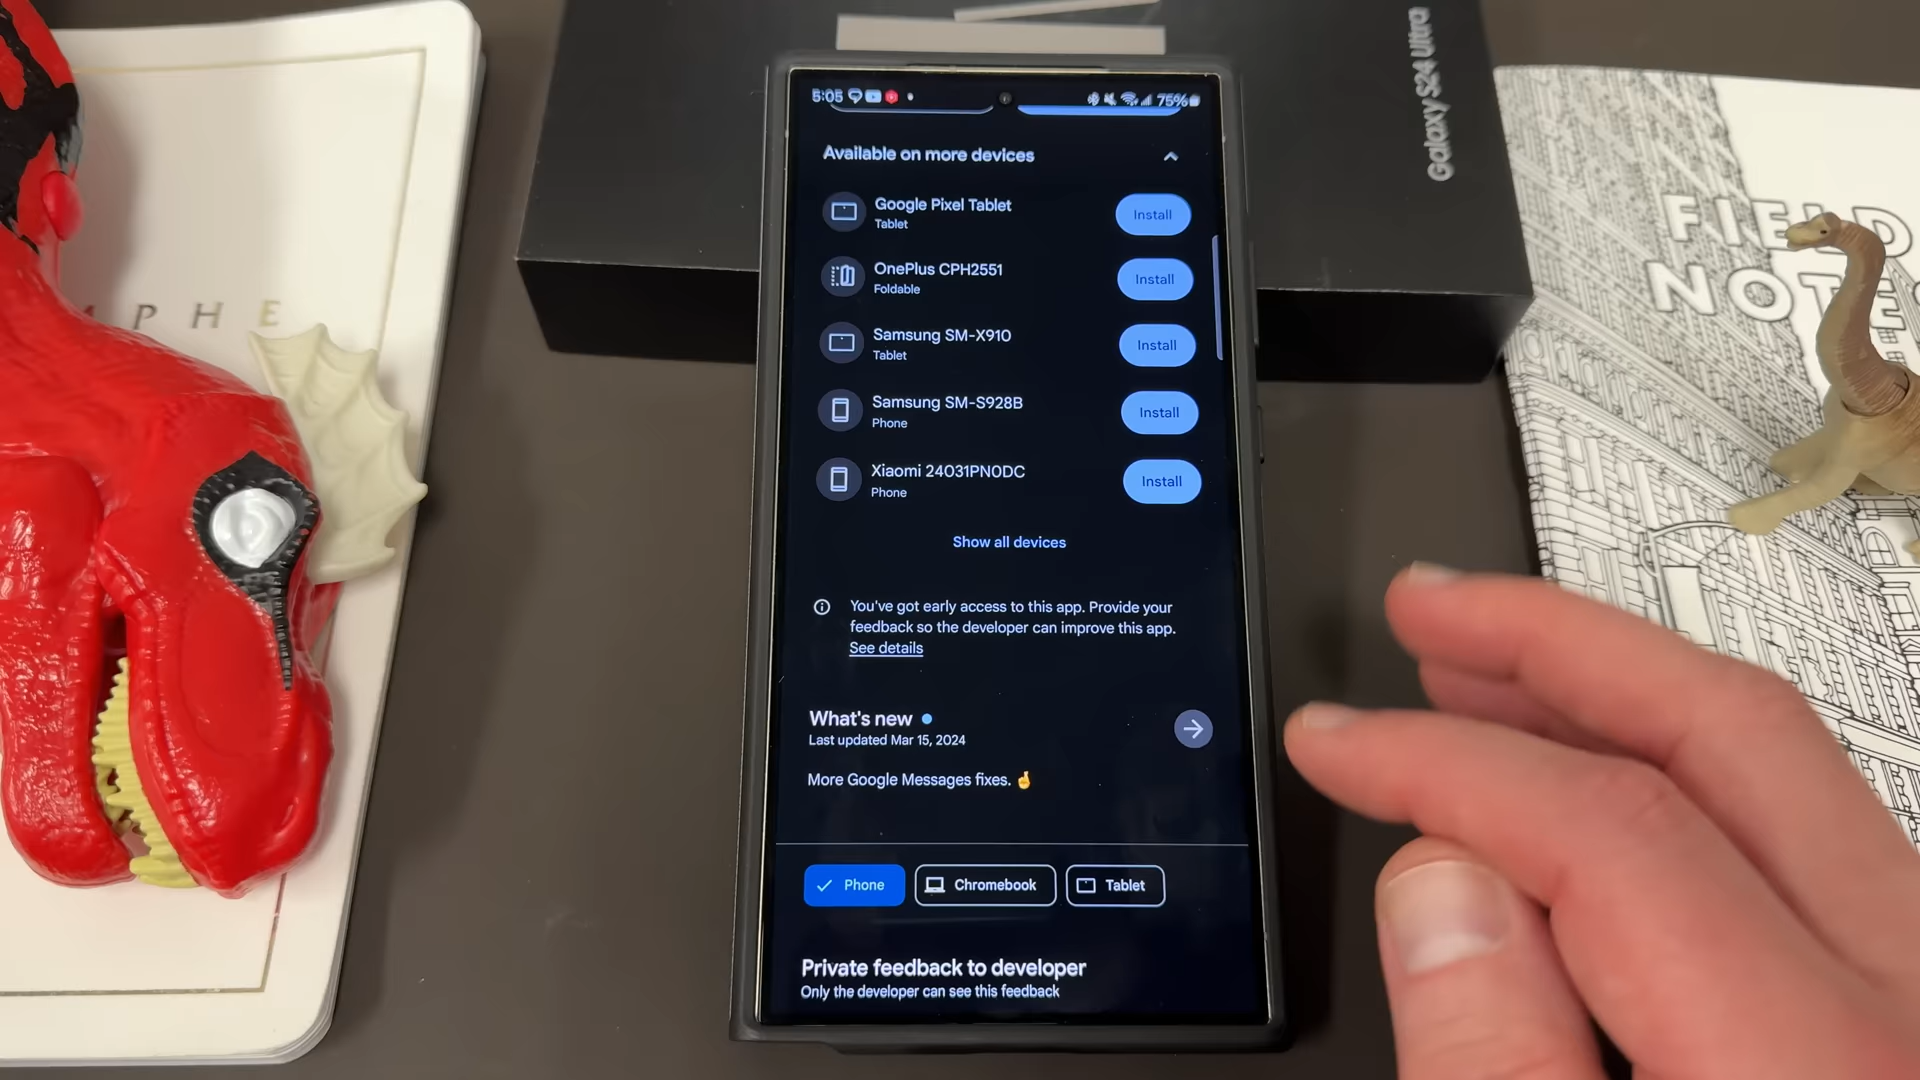 Galaxy S24 Ultra
5:05
75%
Available on more devices
Google Pixel Tablet
Tablet
Install
OnePlus CPH2551
Foldable
Install
Samsung SM-X910
Tablet
Install
Samsung SM-S928B
Phone
Install
Xiaomi 24031PN0DC
Phone
Install
Show all devices
You've got early access to this app. Provide your
feedback so the developer can improve this app.
See details
What's new
Last updated Mar 15, 2024
More Google Messages fixes. 🤞
Phone
Chromebook
Tablet
Private feedback to developer
Only the developer can see this feedback
PHE
FIELD
NOTES